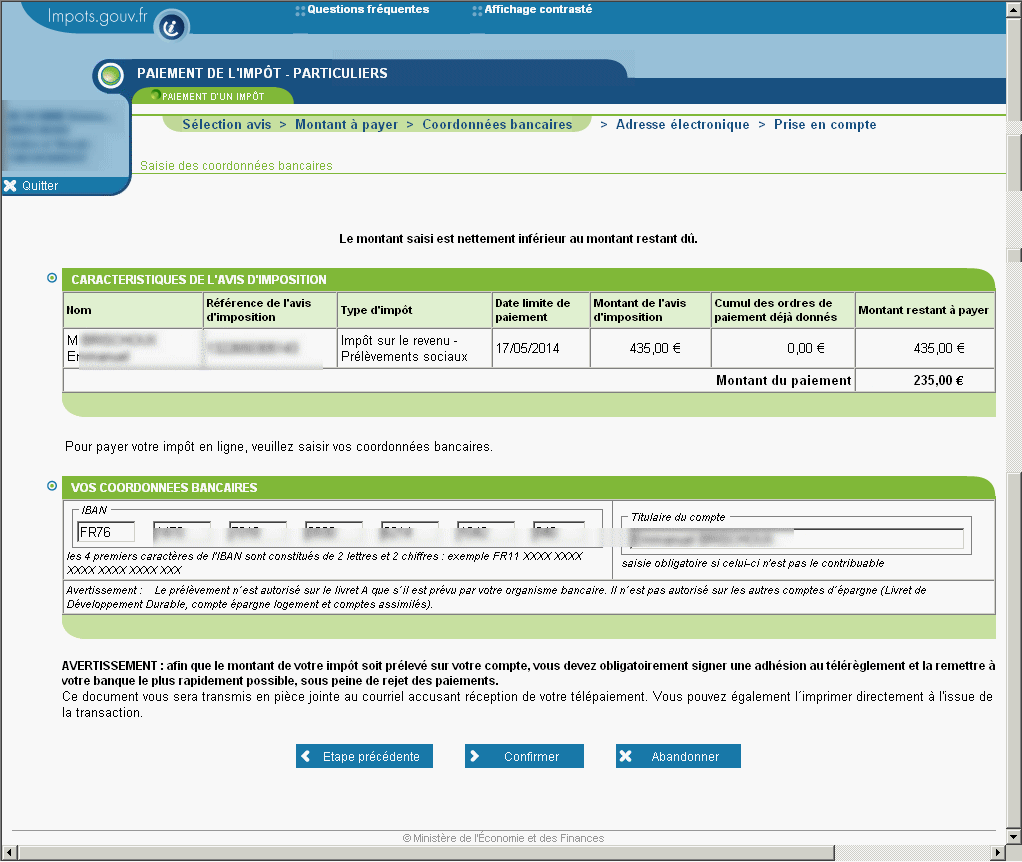 Impots.gouv.fr
Questions fréquentes
Affichage contrasté
PAIEMENT DE L'IMPÔT - PARTICULIERS
PAIEMENT D'UN IMPÔT
Sélection avis > Montant à payer > Coordonnées bancaires > Adresse électronique > Prise en compte
Saisie des coordonnées bancaires
Quitter
Le montant saisi est nettement inférieur au montant restant dû.
CARACTERISTIQUES DE L'AVIS D'IMPOSITION
Nom
Référence de l'avis d'imposition
Type d'impôt
Date limite de paiement
Montant de l'avis d'imposition
Cumul des ordres de paiement déjà donnés
Montant restant à payer
M
Impôt sur le revenu -
Prélèvements sociaux
17/05/2014
435,00 €
0,00 €
435,00 €
Montant du paiement 235,00 €
Pour payer votre impôt en ligne, veuillez saisir vos coordonnées bancaires.
VOS COORDONNEES BANCAIRES
IBAN
FR76
les 4 premiers caractères de l'IBAN sont constitués de 2 lettres et 2 chiffres : exemple FR11 XXXX XXXX
XXXX XXXX XXXX XXX
Titulaire du compte
saisie obligatoire si celui-ci n'est pas le contribuable
Avertissement : Le prélèvement n´est autorisé sur le livret A que s´il est prévu par votre organisme bancaire. Il n´est pas autorisé sur les autres comptes d´épargne (Livret de
Développement Durable, compte épargne logement et comptes assimilés).
AVERTISSEMENT : afin que le montant de votre impôt soit prélevé sur votre compte, vous devez obligatoirement signer une adhésion au télérèglement et la remettre à
votre banque le plus rapidement possible, sous peine de rejet des paiements.
Ce document vous sera transmis en pièce jointe au courriel accusant réception de votre télépaiement. Vous pouvez également l´imprimer directement à l'issue de
la transaction.
Etape précédente
Confirmer
Abandonner
© Ministère de l'Économie et des Finances